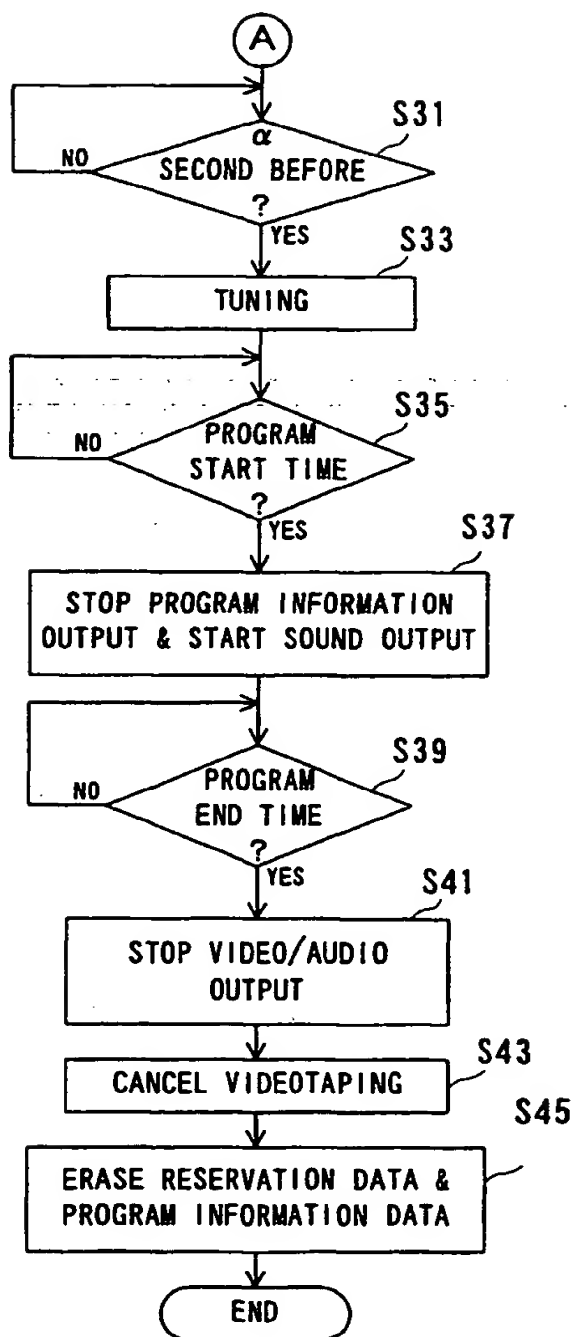 A
S31
α
SECOND BEFORE
?
NO
YES
S33
TUNING
S35
PROGRAM
START TIME
?
NO
YES
S37
STOP PROGRAM INFORMATION
OUTPUT & START SOUND OUTPUT
S39
PROGRAM
END TIME
?
NO
YES
S41
STOP VIDEO/AUDIO
OUTPUT
S43
CANCEL VIDEOTAPING
S45
ERASE RESERVATION DATA &
PROGRAM INFORMATION DATA
END